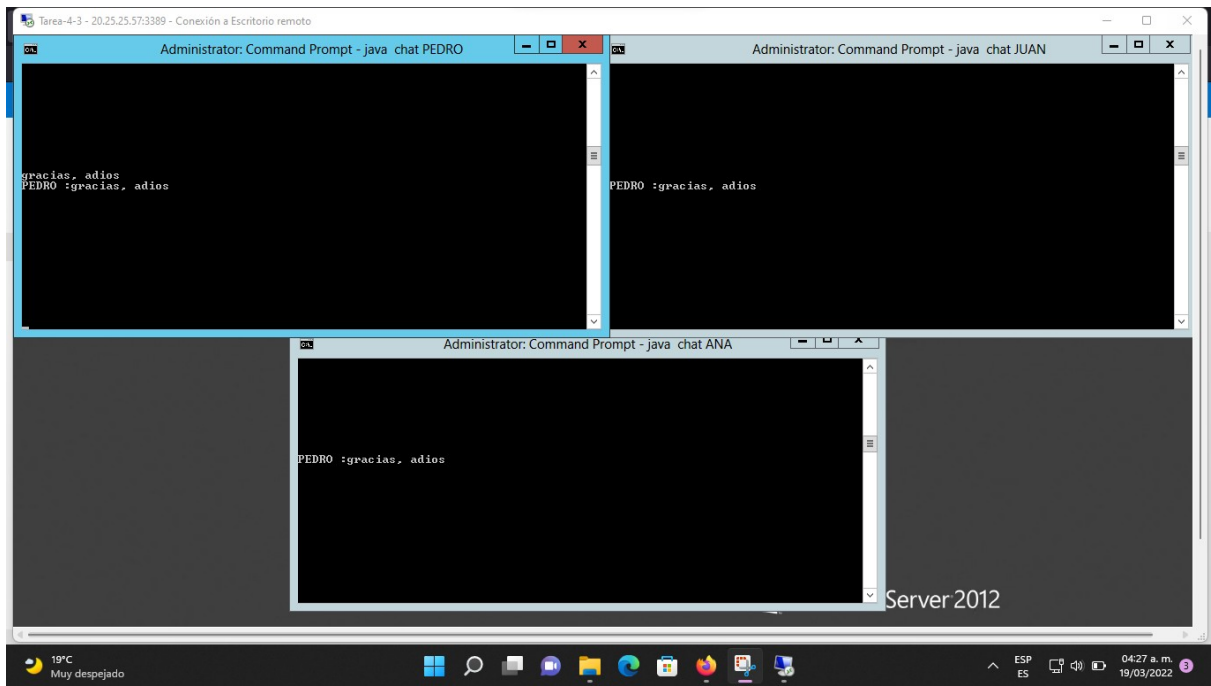 Tarea-4-3 - 20.25.25.57:3389 - Conexión a Escritorio remoto
Administrator: Command Prompt - java chat PEDRO
gracias, adios
PEDRO :gracias, adios
Administrator: Command Prompt - java chat JUAN
PEDRO :gracias, adios
Administrator: Command Prompt - java chat ANA
PEDRO :gracias, adios
Server 2012
19°C
Muy despejado
ESP
ES
04:27 a. m.
19/03/2022
3